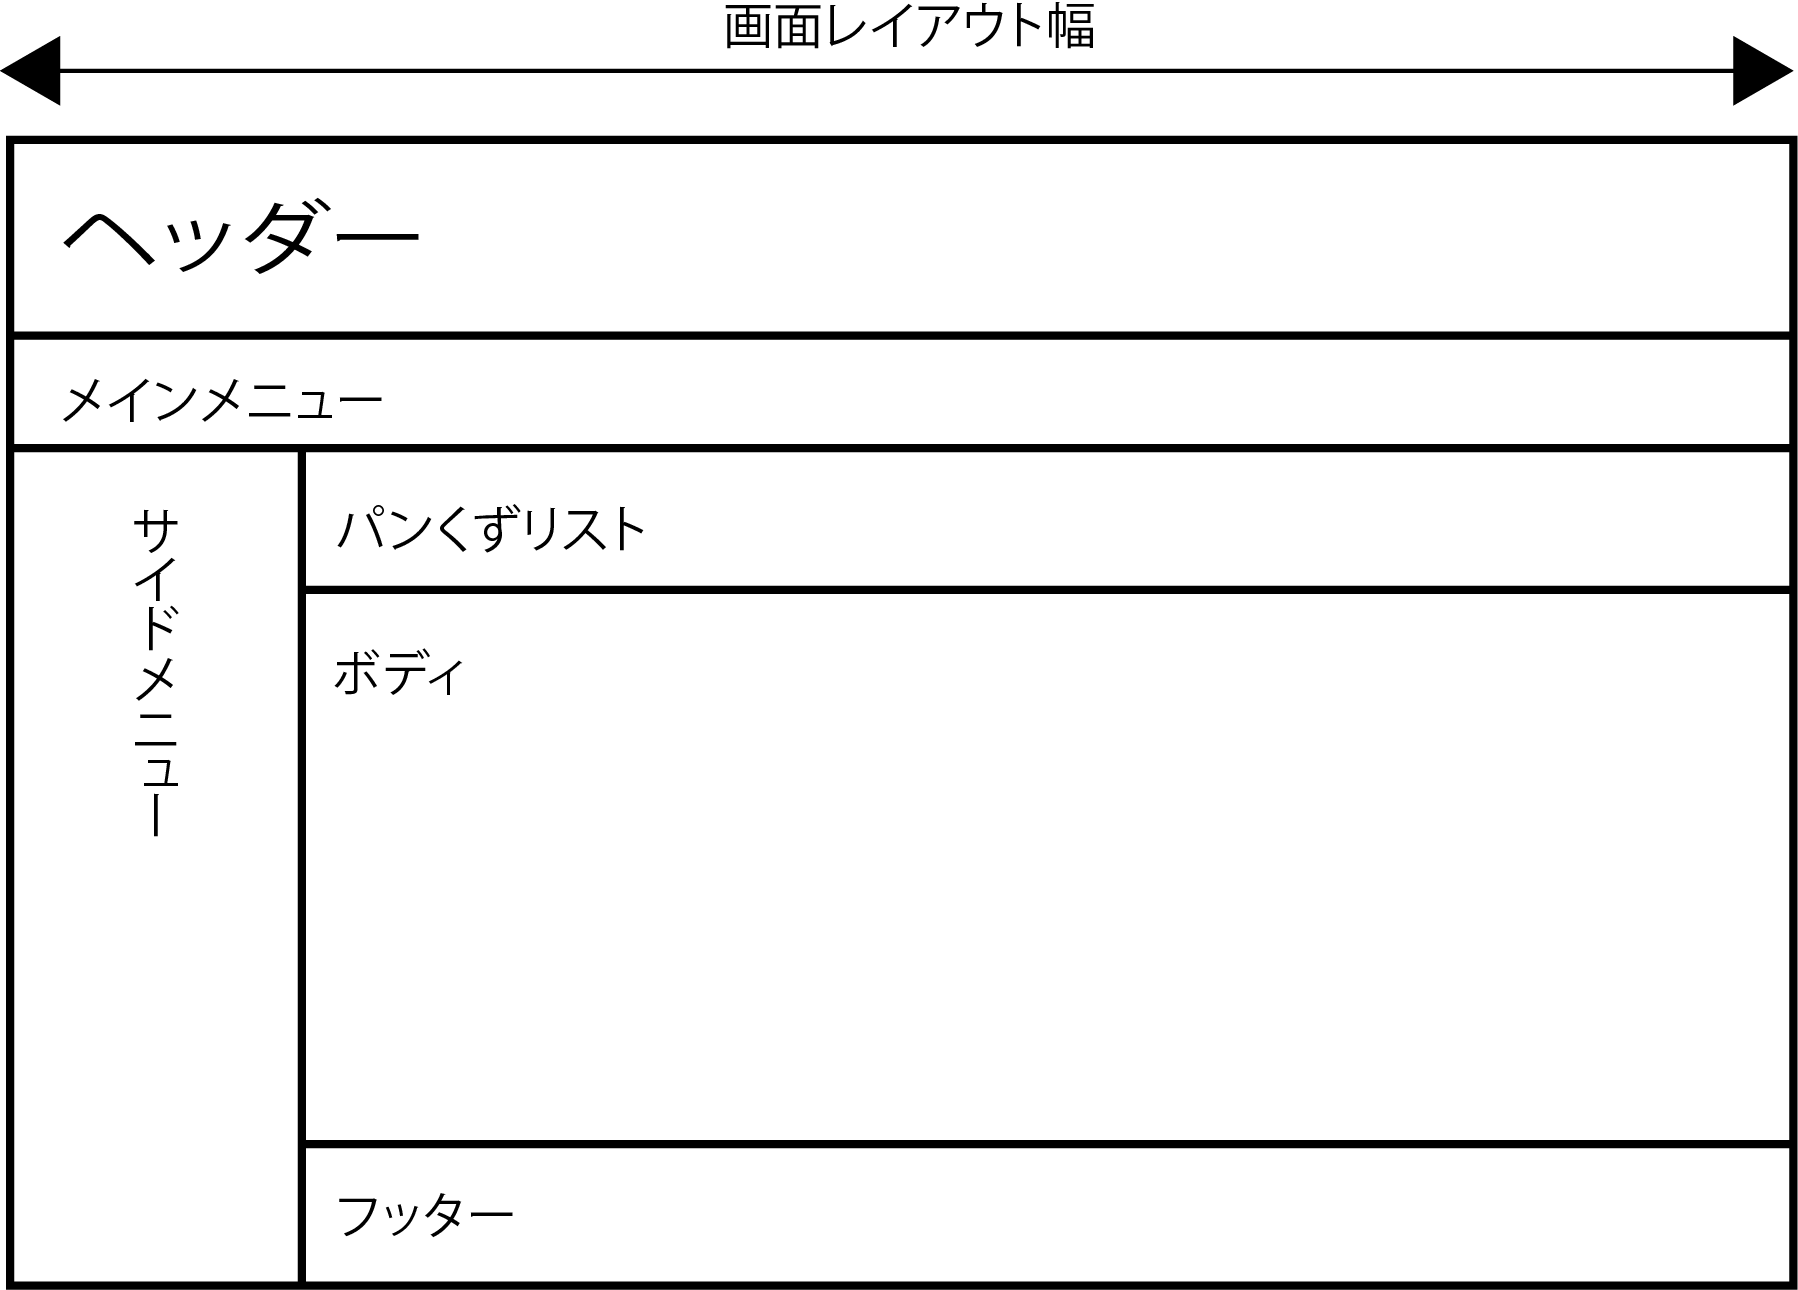 画面レイアウト幅
ヘッダー
メインメニュー
サイドメニュー
パンくずリスト
ボディ
フッター